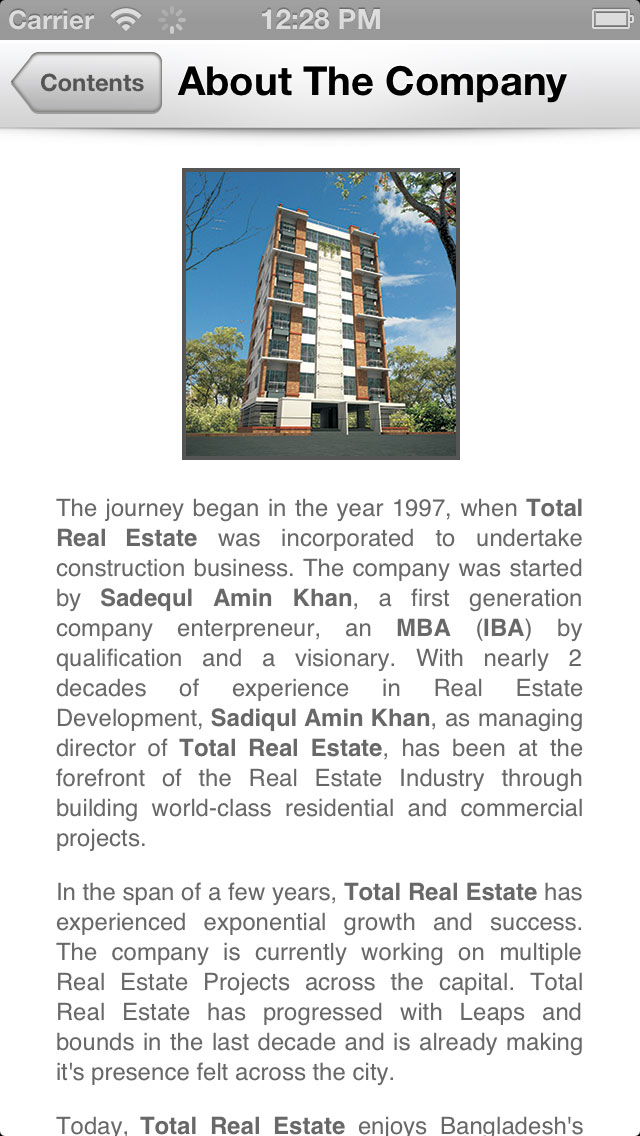 Carrier 12:28 PM
Contents About The Company
The journey began in the year 1997, when Total
Real Estate was incorporated to undertake
construction business. The company was started
by Sadequl Amin Khan, a first generation
company enterpreneur, an MBA (IBA) by
qualification and a visionary. With nearly 2
decades of experience in Real Estate
Development, Sadiqul Amin Khan, as managing
director of Total Real Estate, has been at the
forefront of the Real Estate Industry through
building world-class residential and commercial
projects.
In the span of a few years, Total Real Estate has
experienced exponential growth and success.
The company is currently working on multiple
Real Estate Projects across the capital. Total
Real Estate has progressed with Leaps and
bounds in the last decade and is already making
it's presence felt across the city.
Today, Total Real Estate enjoys Bangladesh's